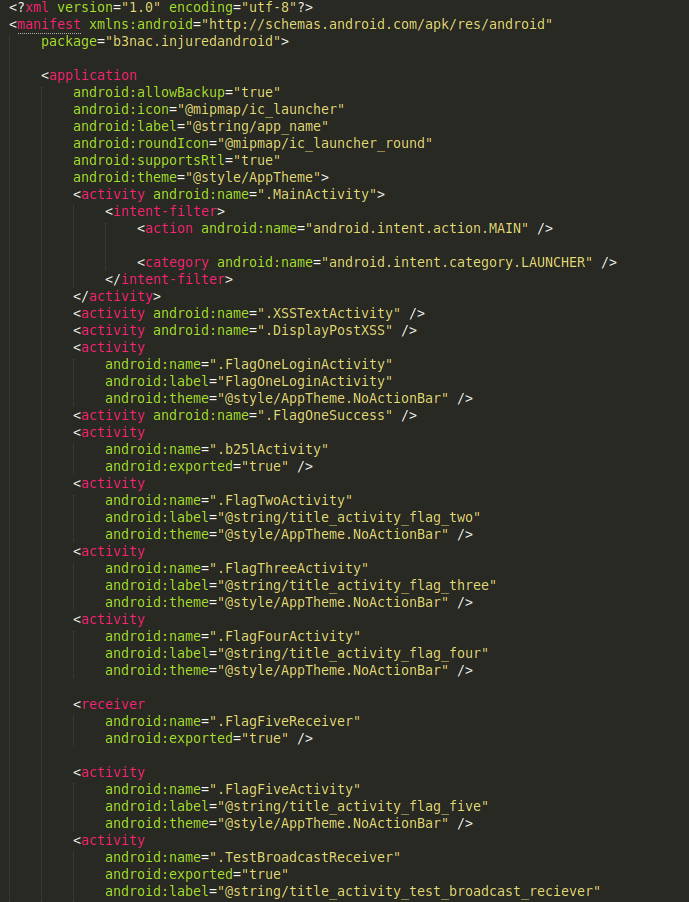 <?xml version="1.0" encoding="utf-8"?>
<manifest xmlns:android="http://schemas.android.com/apk/res/android"
    package="b3nac.injuredandroid">

    <application
        android:allowBackup="true"
        android:icon="@mipmap/ic_launcher"
        android:label="@string/app_name"
        android:roundIcon="@mipmap/ic_launcher_round"
        android:supportsRtl="true"
        android:theme="@style/AppTheme">
        <activity android:name=".MainActivity">
            <intent-filter>
                <action android:name="android.intent.action.MAIN" />

                <category android:name="android.intent.category.LAUNCHER" />
            </intent-filter>
        </activity>
        <activity android:name=".XSSTextActivity" />
        <activity android:name=".DisplayPostXSS" />
        <activity
            android:name=".FlagOneLoginActivity"
            android:label="FlagOneLoginActivity"
            android:theme="@style/AppTheme.NoActionBar" />
        <activity android:name=".FlagOneSuccess" />
        <activity
            android:name=".b25lActivity"
            android:exported="true" />
        <activity
            android:name=".FlagTwoActivity"
            android:label="@string/title_activity_flag_two"
            android:theme="@style/AppTheme.NoActionBar" />
        <activity
            android:name=".FlagThreeActivity"
            android:label="@string/title_activity_flag_three"
            android:theme="@style/AppTheme.NoActionBar" />
        <activity
            android:name=".FlagFourActivity"
            android:label="@string/title_activity_flag_four"
            android:theme="@style/AppTheme.NoActionBar" />

        <receiver
            android:name=".FlagFiveReceiver"
            android:exported="true" />

        <activity
            android:name=".FlagFiveActivity"
            android:label="@string/title_activity_flag_five"
            android:theme="@style/AppTheme.NoActionBar" />
        <activity
            android:name=".TestBroadcastReceiver"
            android:exported="true"
            android:label="@string/title_activity_test_broadcast_reciever"